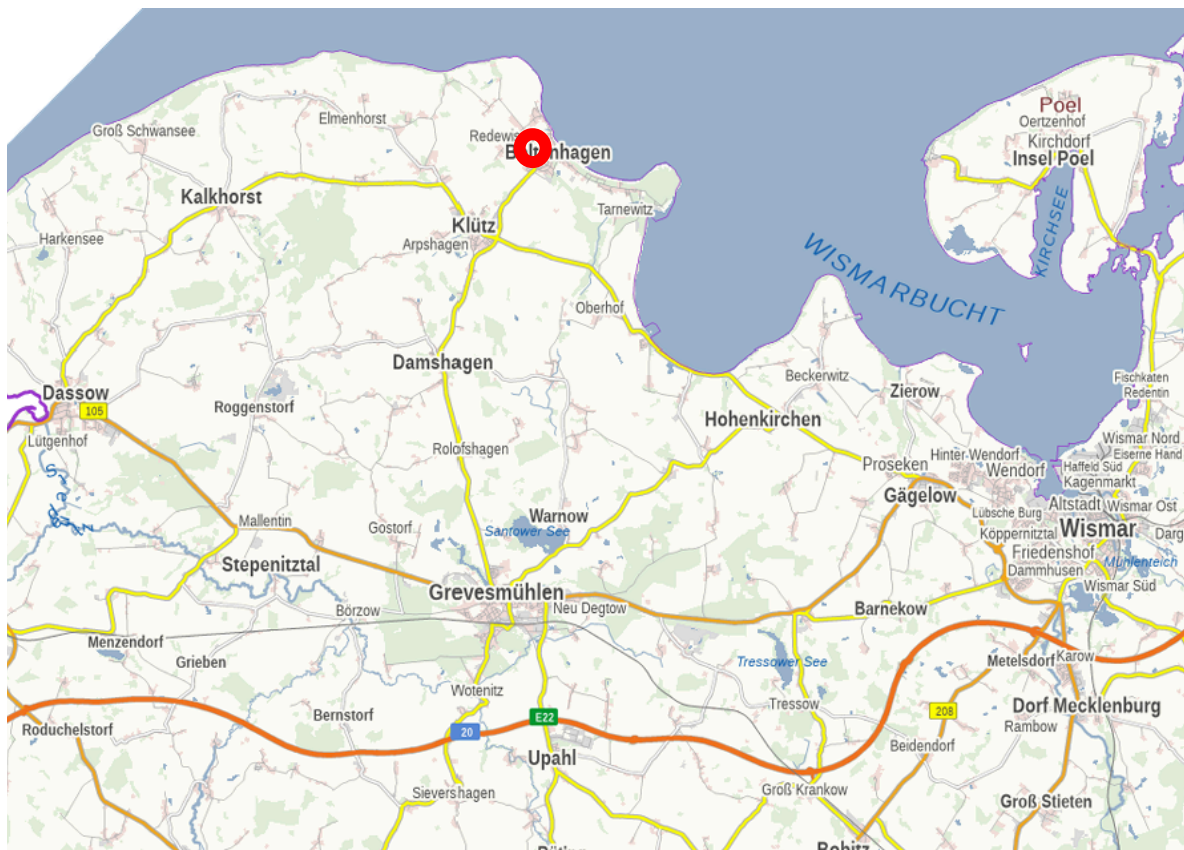 Poel
Oertzenhof
Elmenhorst
Groß Schwansee
Kirchdorf
Insel Poel
Kalkhorst
Tarnewitz
Klütz
KIRCHSEE
Harkensee
Arpshagen
WISMARBUCHT
Oberhof
Damshagen
Beckerwitz
Fischkaten
Dassow
Zierow
Redentin
105
Roggenstorf
Hohenkirchen
Lütgenhof
Wismar Nord
Rolofshagen
Hinter-Wendorf
Eiserne Hand
Proseken
Wendorf
Haffeld Süd
Kagenmarkt
Gägelow
Altstadt
Wismar Ost
Lübsche Burg
Warnow
Mallentin
Gostorf
Santower See
Wismar
Köppernitztal
Friedenshof
Stepenitztal
Mühlenteich
Dammhusen
Grevesmühlen
Wismar Süd
Börzow
Neu Degtow
Barnekow
Menzendorf
Grieben
Tressower See
Metelsdorf
Karow
Wotenitz
Tressow
Dorf Mecklenburg
Bernstorf
E22
208
Roduchelstorf
20
Rambow
Beidendorf
Upahl
Sievershagen
Groß Krankow
Groß Stieten